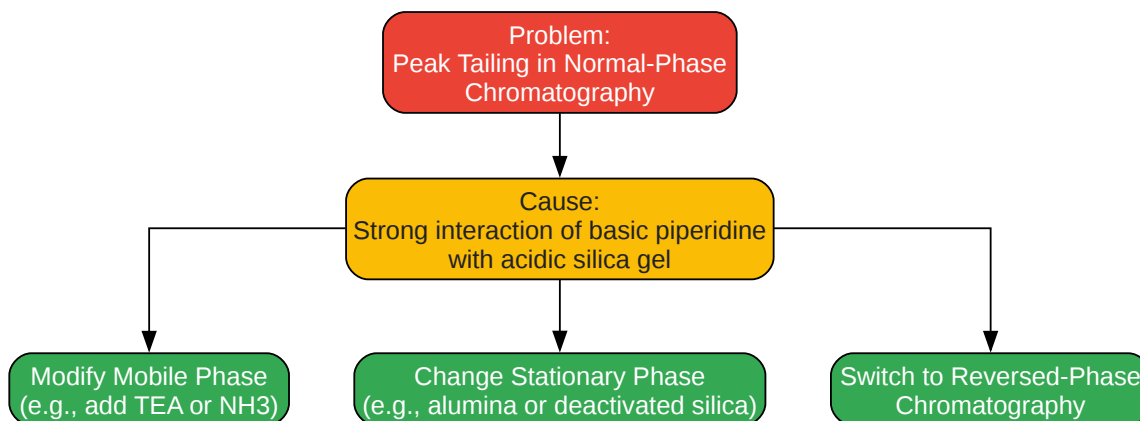 Problem:
Peak Tailing in Normal-Phase
Chromatography
Cause:
Strong interaction of basic piperidine
with acidic silica gel
Modify Mobile Phase
(e.g., add TEA or NH3)
Change Stationary Phase
(e.g., alumina or deactivated silica)
Switch to Reversed-Phase
Chromatography